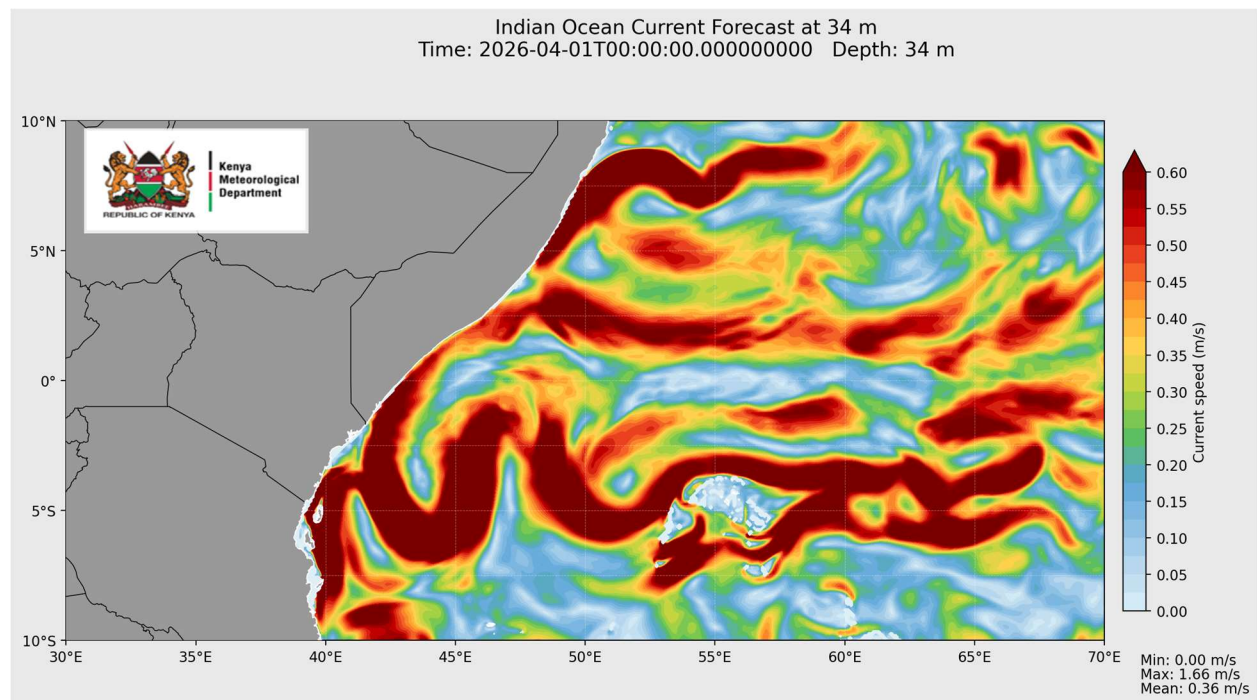 Indian Ocean Current Forecast at 34 m
Time: 2026-04-01T00:00:00.000000000   Depth: 34 m
Kenya
Meteorological
Department
REPUBLIC OF KENYA
10°N
5°N
0°
5°S
10°S
30°E
35°E
40°E
45°E
50°E
55°E
60°E
65°E
70°E
0.60
0.55
0.50
0.45
0.40
0.35
0.30
0.25
0.20
0.15
0.10
0.05
0.00
Current speed (m/s)
Min: 0.00 m/s
Max: 1.66 m/s
Mean: 0.36 m/s